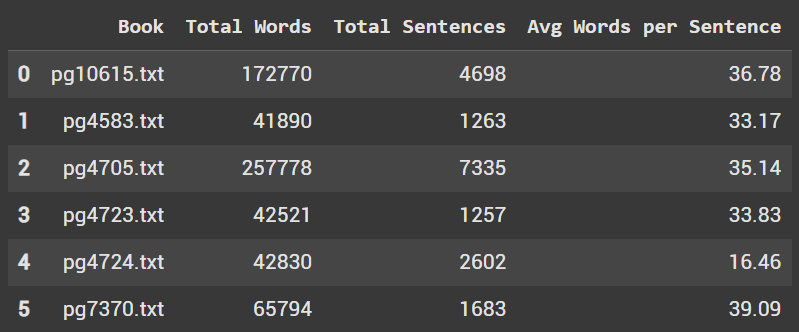 Book Total Words Total Sentences Avg Words per Sentence
0 pg10615.txt 172770 4698 36.78
1 pg4583.txt 41890 1263 33.17
2 pg4705.txt 257778 7335 35.14
3 pg4723.txt 42521 1257 33.83
4 pg4724.txt 42830 2602 16.46
5 pg7370.txt 65794 1683 39.09